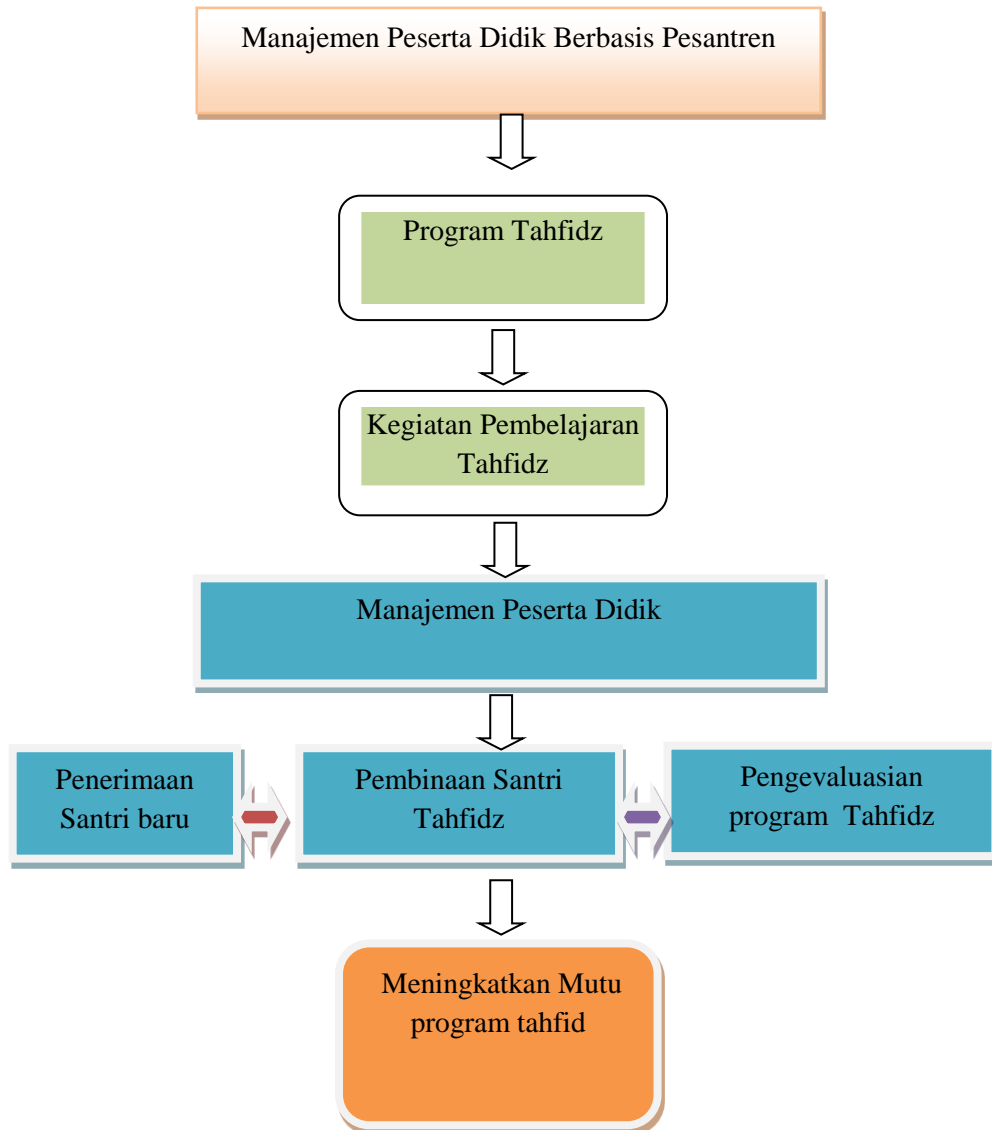 Manajemen Peserta Didik Berbasis Pesantren
Program Tahfidz
Kegiatan Pembelajaran
Tahfidz
Manajemen Peserta Didik
Penerimaan
Santri baru
Pembinaan Santri
Tahfidz
Pengevaluasian
program Tahfidz
Meningkatkan Mutu
program tahfid